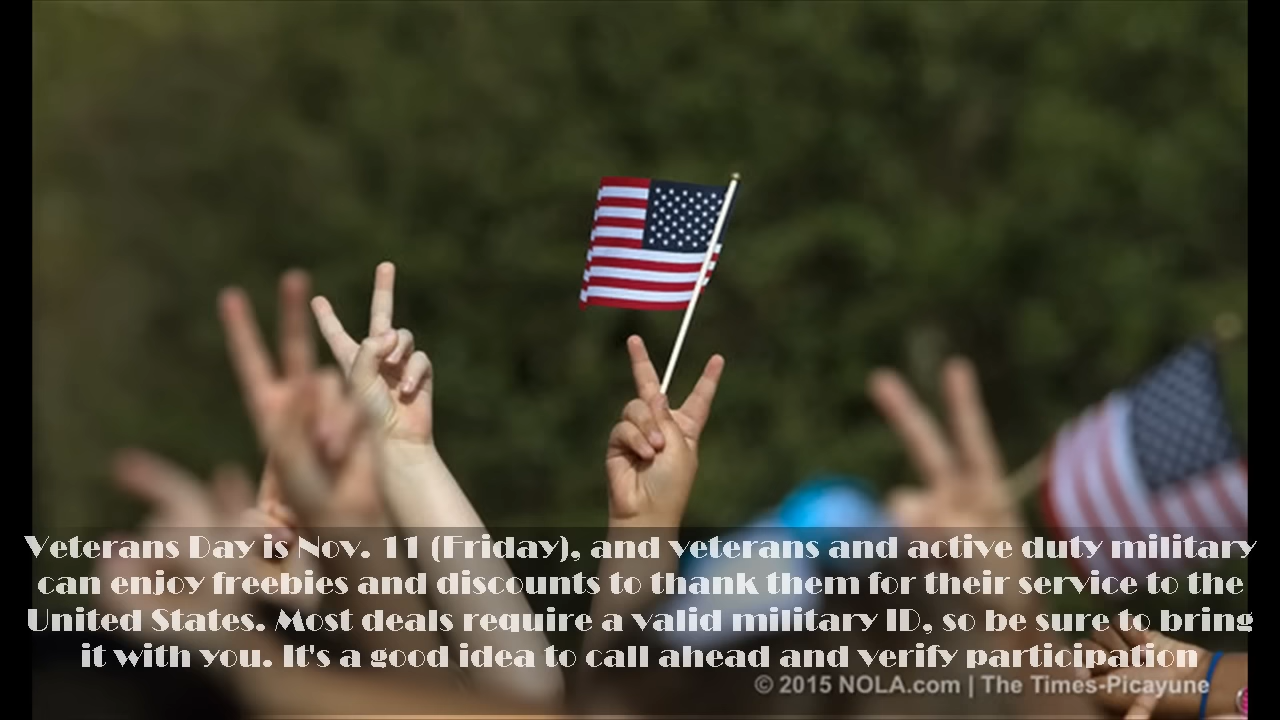 Veterans Day is Nov. 11 (Friday), and veterans and active duty military
can enjoy freebies and discounts to thank them for their service to the
United States. Most deals require a valid military ID, so be sure to bring
it with you. It's a good idea to call ahead and verify participation
© 2015 NOLA.com | The Times-Picayune